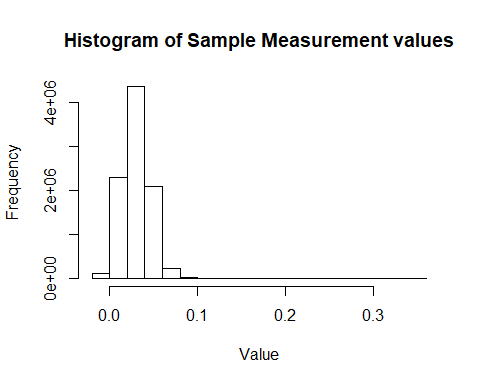 Histogram of Sample Measurement values
Frequency
4e+06
2e+06
0e+00
0.0 0.1 0.2 0.3
Value